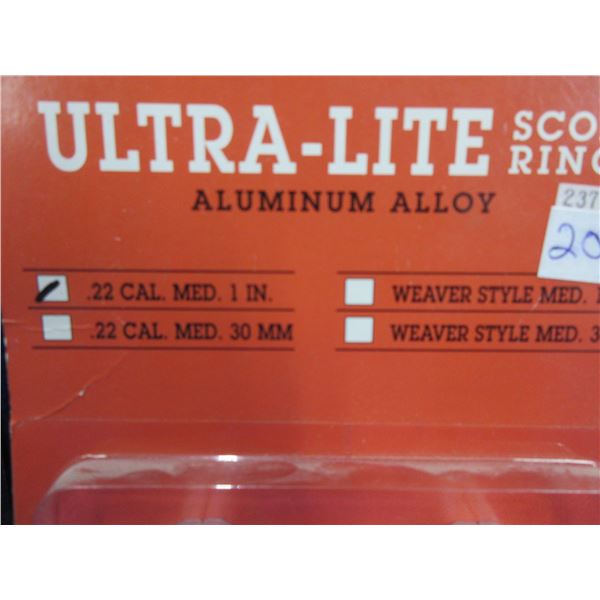 ULTRA-LITE SCO
RING
ALUMINUM ALLOY
237
20
.22 CAL. MED. 1 IN.
WEAVER STYLE MED. 1
.22 CAL. MED. 30 MM
WEAVER STYLE MED. 3